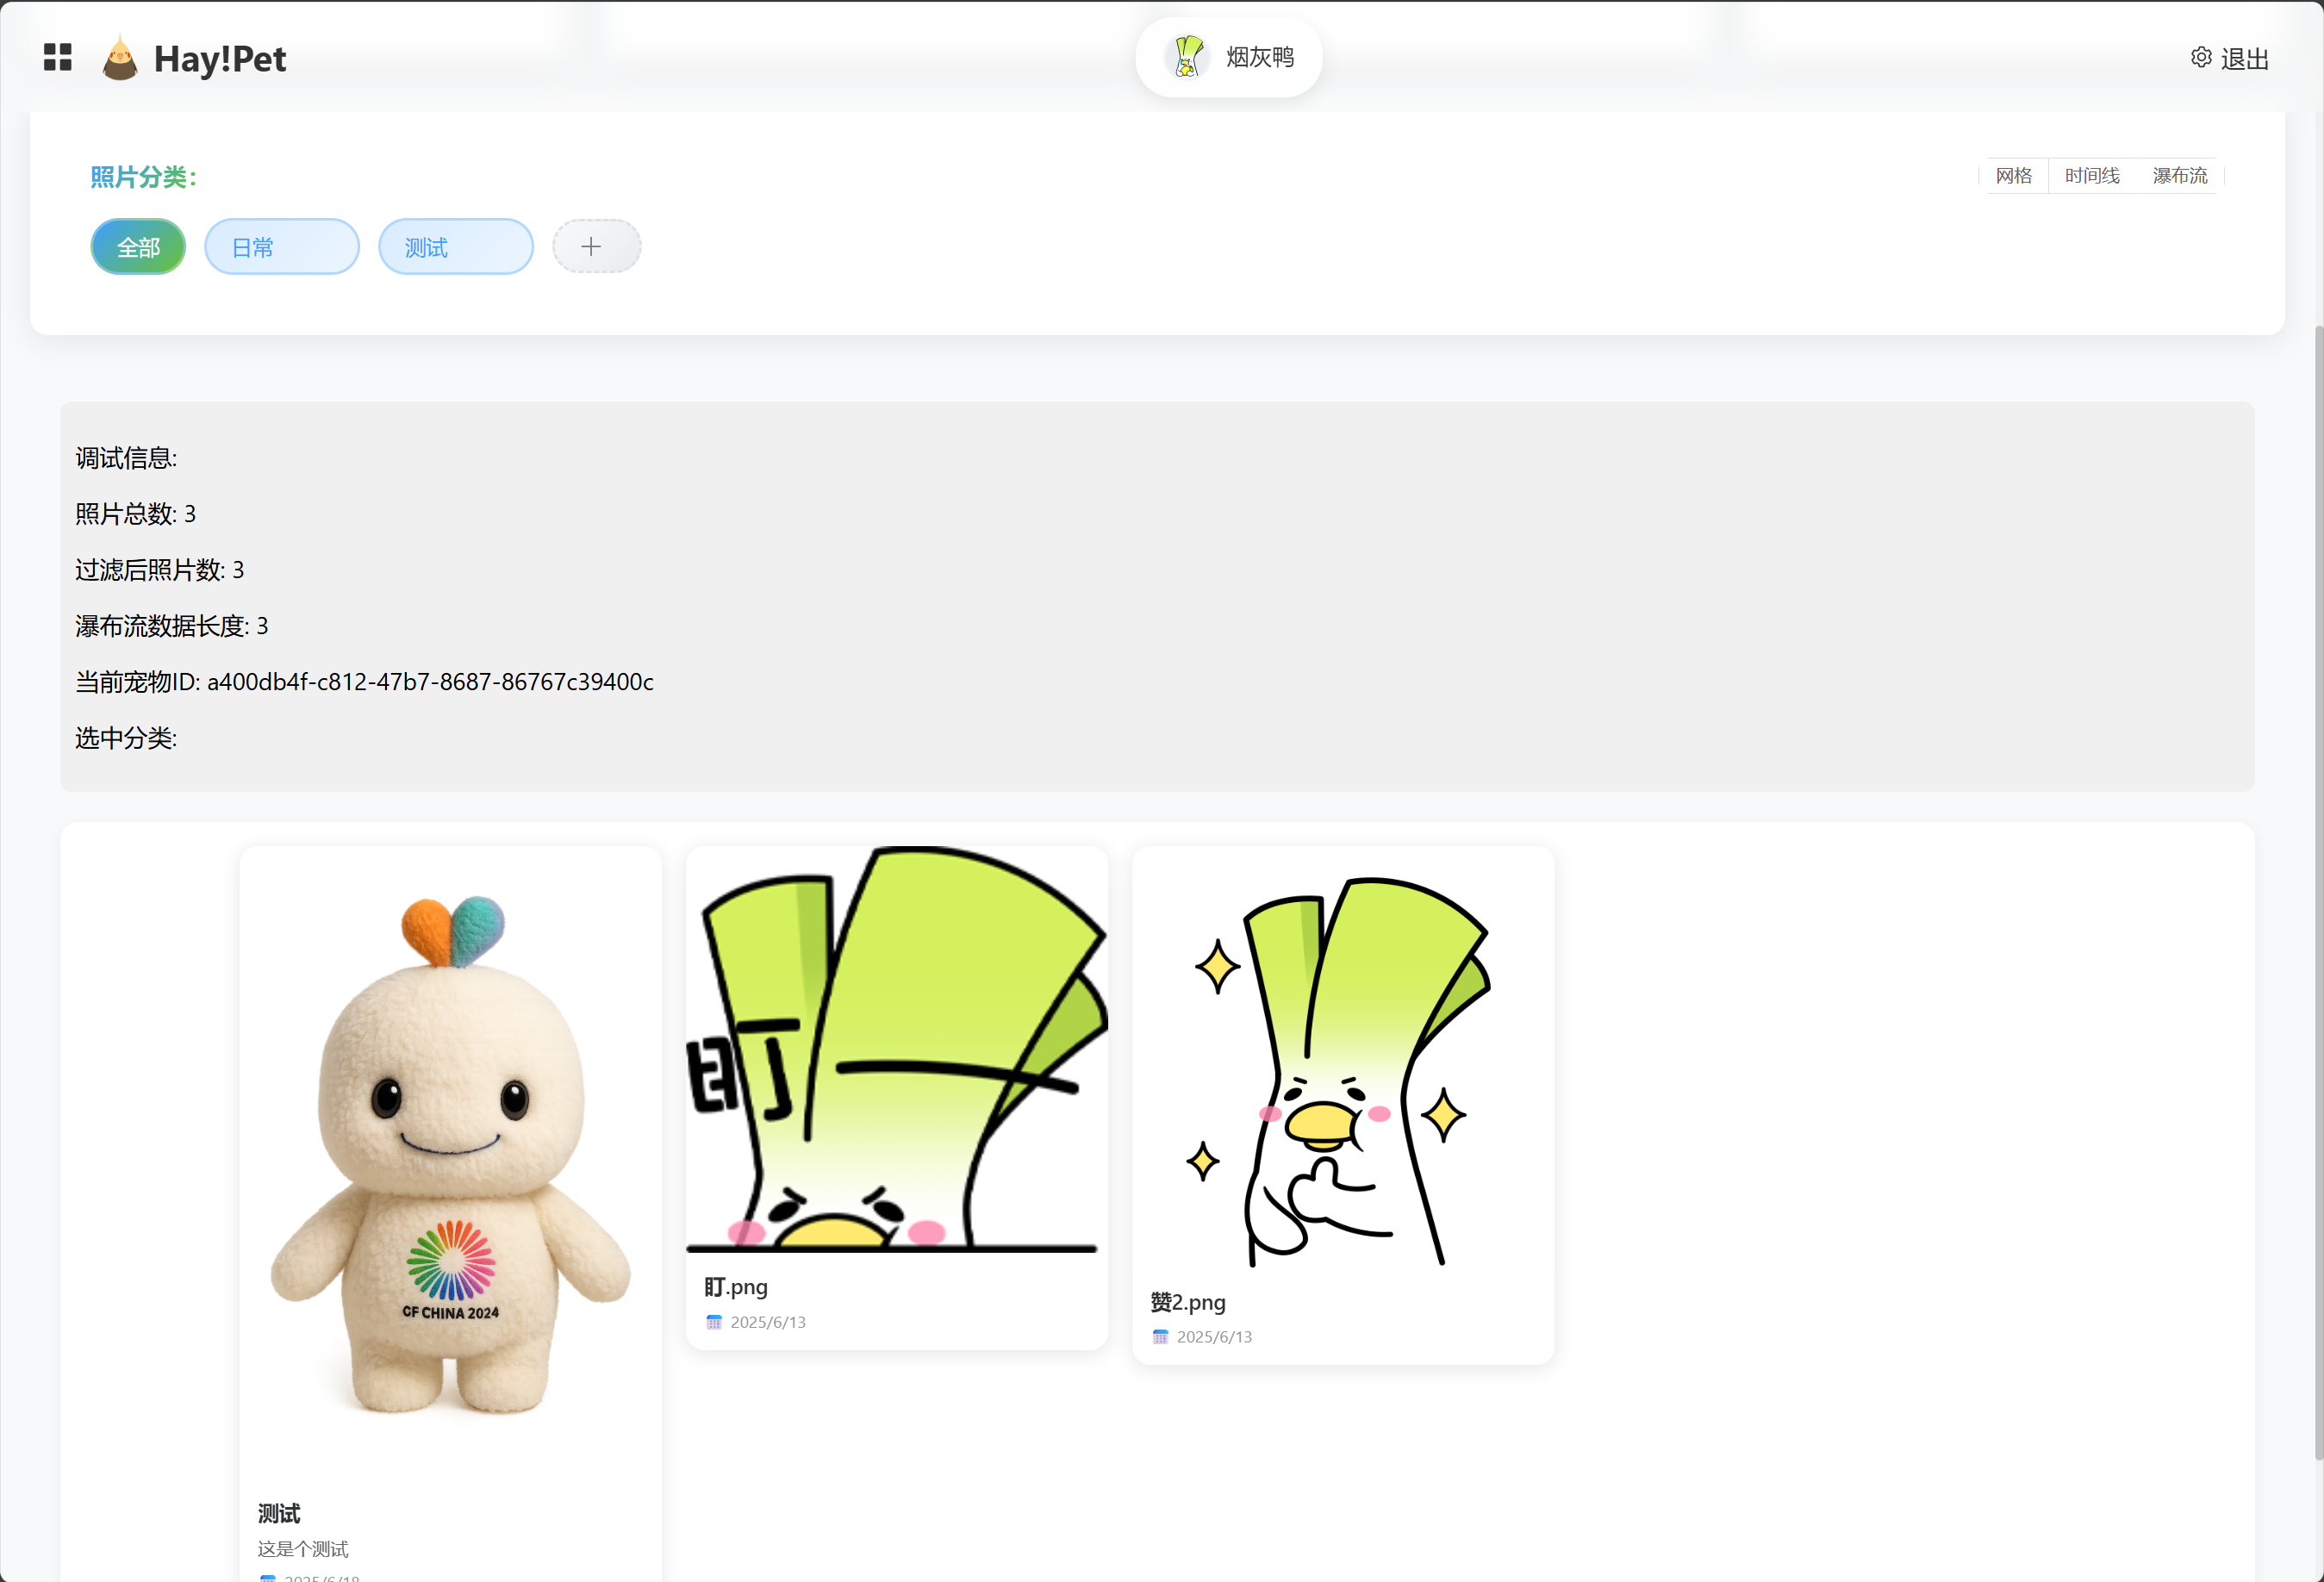 Hay!Pet
烟灰鸭
退出
照片分类：
网格 时间线 瀑布流
全部 日常 测试
调试信息:
照片总数: 3
过滤后照片数: 3
瀑布流数据长度: 3
当前宠物ID: a400db4f-c812-47b7-8687-86767c39400c
选中分类:
CF CHINA 2024
测试
这是个测试
2025/6/18
盯
盯.png
2025/6/13
赞2.png
2025/6/13